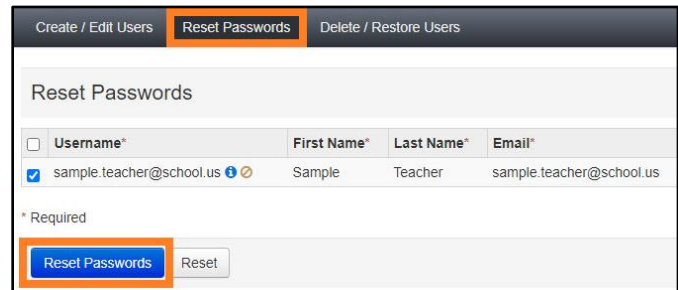 Create / Edit Users Reset Passwords Delete / Restore Users
Reset Passwords
Username* First Name* Last Name* Email*
sample.teacher@school.us Sample Teacher sample.teacher@school.us
* Required
Reset Passwords Reset